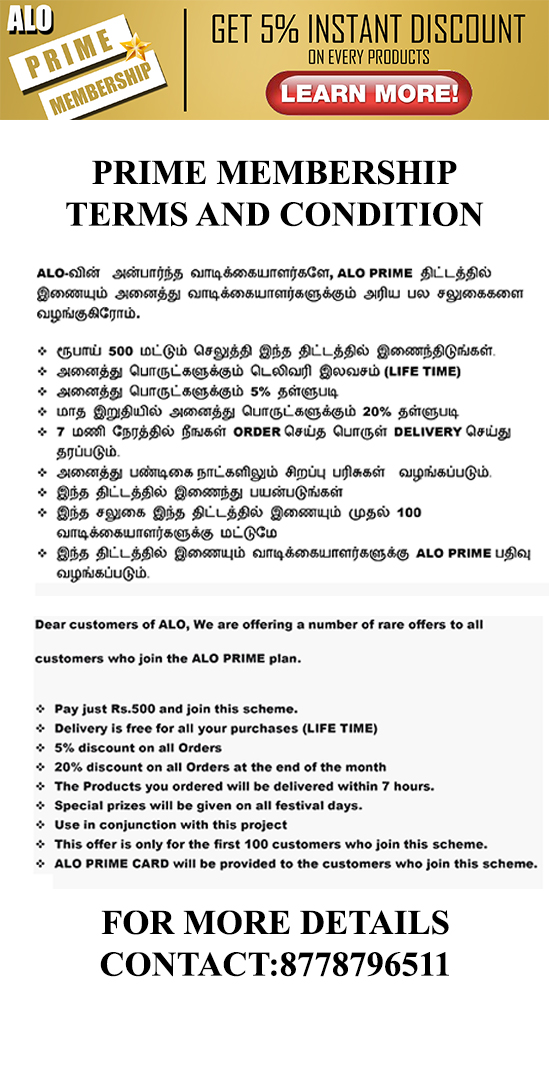 ALO
PRIME
MEMBERSHIP
GET 5% INSTANT DISCOUNT
ON EVERY PRODUCTS
LEARN MORE!
PRIME MEMBERSHIP
TERMS AND CONDITION
ALO-வின் அன்பார்ந்த வாடிக்கையாளர்களே, ALO PRIME திட்டத்தில்
இணையும் அனைத்து வாடிக்கையாளர்களுக்கும் அரிய பல சலுகைகளை
வழங்குகிரோம்.
❖ ரூபாய் 500 மட்டும் செலுத்தி இந்த திட்டத்தில் இணைந்திடுங்கள்.
❖ அனைத்து பொருட்களுக்கும் டெலிவரி இலவசம் (LIFE TIME)
❖ அனைத்து பொருட்களுக்கும் 5% தள்ளுபடி
❖ மாத இறுதியில் அனைத்து பொருட்களுக்கும் 20% தள்ளுபடி
❖ 7 மணி நேரத்தில் நீங்கள் ORDER செய்த பொருள் DELIVERY செய்து
தரப்படும்.
❖ அனைத்து பண்டிகை நாட்களிலும் சிறப்பு பரிசுகள் வழங்கப்படும்.
❖ இந்த திட்டத்தில் இணைந்து பயன்படுங்கள்
❖ இந்த சலுகை இந்த திட்டத்தில் இணையும் முதல் 100
வாடிக்கையாளர்களுக்கு மட்டுமே
❖ இந்த திட்டத்தில் இணையும் வாடிக்கையாளர்களுக்கு ALO PRIME பதிவு
வழங்கப்படும்.
Dear customers of ALO, We are offering a number of rare offers to all
customers who join the ALO PRIME plan.
❖ Pay just Rs.500 and join this scheme.
❖ Delivery is free for all your purchases (LIFE TIME)
❖ 5% discount on all Orders
❖ 20% discount on all Orders at the end of the month
❖ The Products you ordered will be delivered within 7 hours.
❖ Special prizes will be given on all festival days.
❖ Use in conjunction with this project
❖ This offer is only for the first 100 customers who join this scheme.
❖ ALO PRIME CARD will be provided to the customers who join this scheme.
FOR MORE DETAILS
CONTACT:8778796511